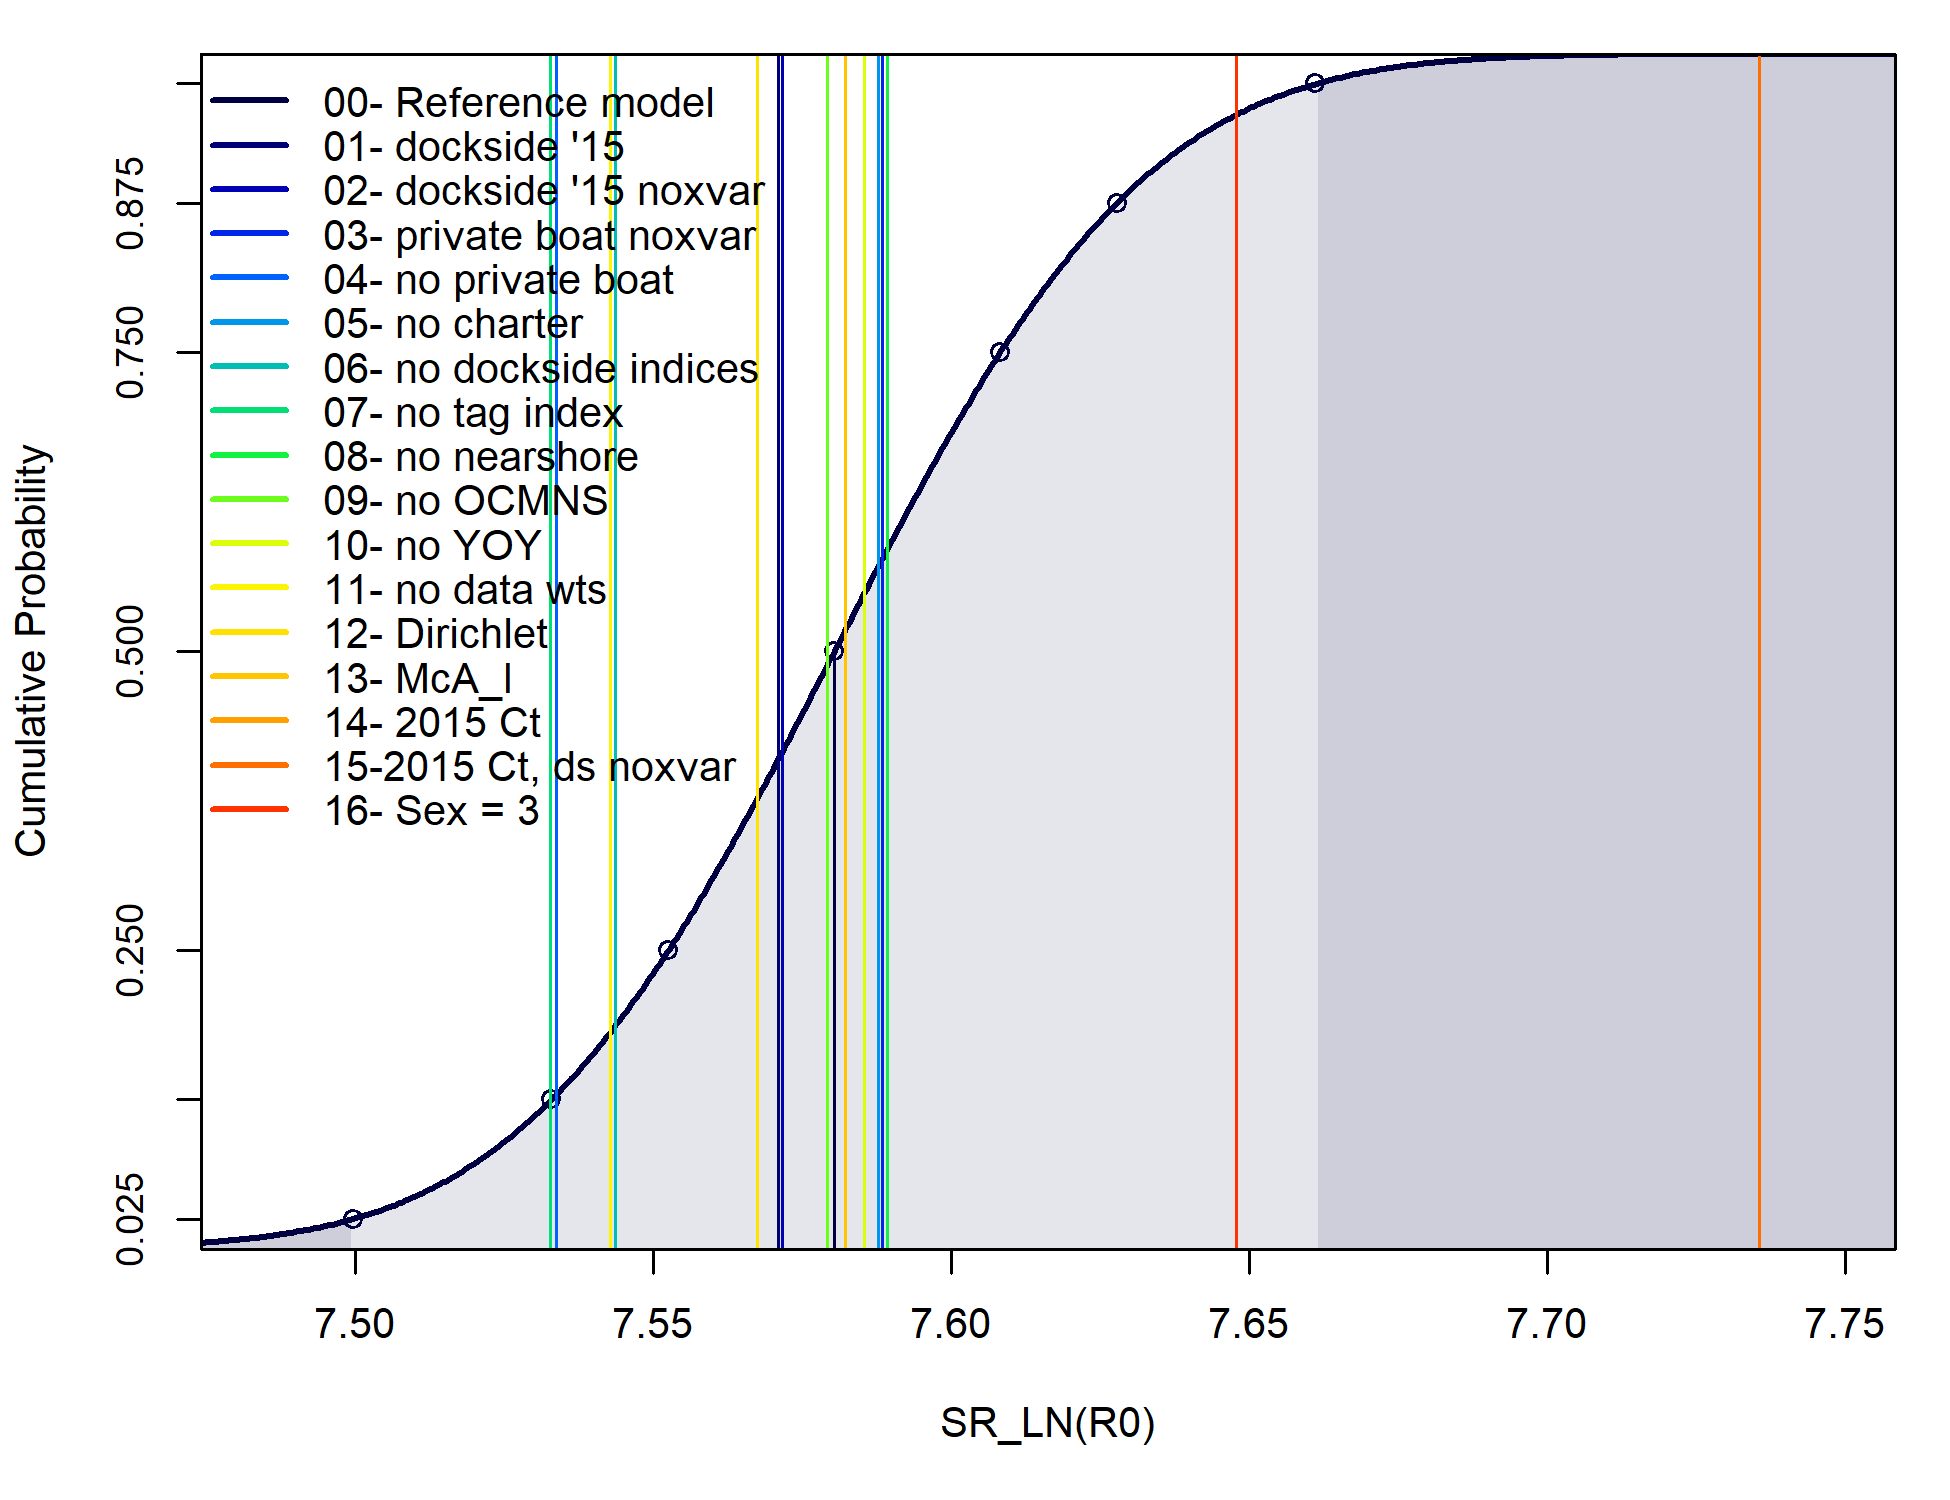 00- Reference model
01- dockside '15
02- dockside '15 noxvar
03- private boat noxvar
04- no private boat
05- no charter
06- no dockside indices
07- no tag index
08- no nearshore
09- no OCMNS
10- no YOY
11- no data wts
12- Dirichlet
13- McA_I
14- 2015 Ct
15-2015 Ct, ds noxvar
16- Sex = 3
Cumulative Probability
0.875
0.750
0.500
0.250
0.025
7.50 7.55 7.60 7.65 7.70 7.75
SR_LN(R0)